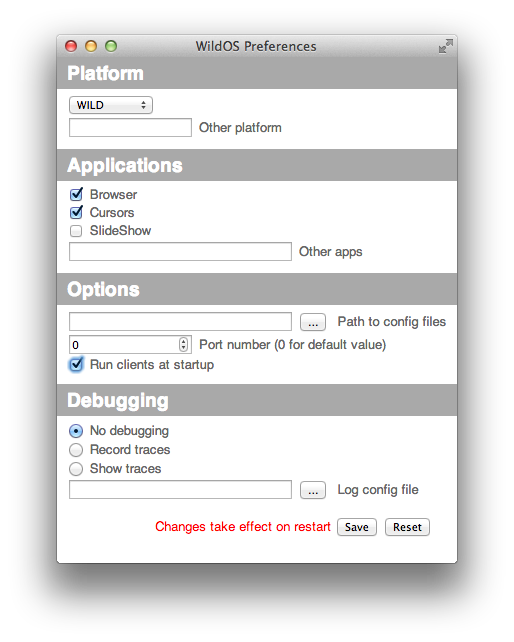 WildOS Preferences
Platform
WILD
Other platform
Applications
Browser
Cursors
SlideShow
Other apps
Options
... Path to config files
0 Port number (0 for default value)
Run clients at startup
Debugging
No debugging
Record traces
Show traces
... Log config file
Changes take effect on restart Save Reset